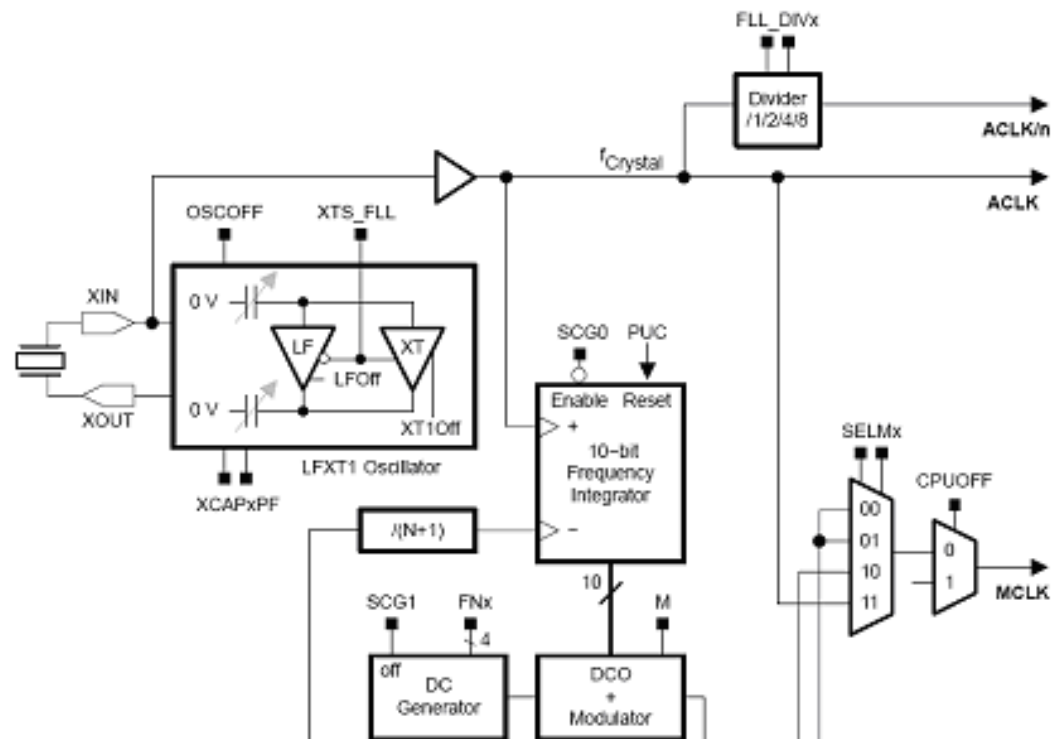 FLL_DIVx
Divider
/1/2/4/8
ACLK/n
fCrystal
ACLK
OSCOFF
XTS_FLL
XIN
0 V
LF
XT
LFOff
0 V
XT1Off
XOUT
LFXT1 Oscillator
XCAPxPF
SCG0
PUC
Enable Reset
+
10−bit
Frequency
Integrator
−
/(N+1)
10
SELMx
00
01
10
11
CPUOFF
0
1
MCLK
SCG1
FNx
4
M
off
DC
Generator
DCO
+
Modulator